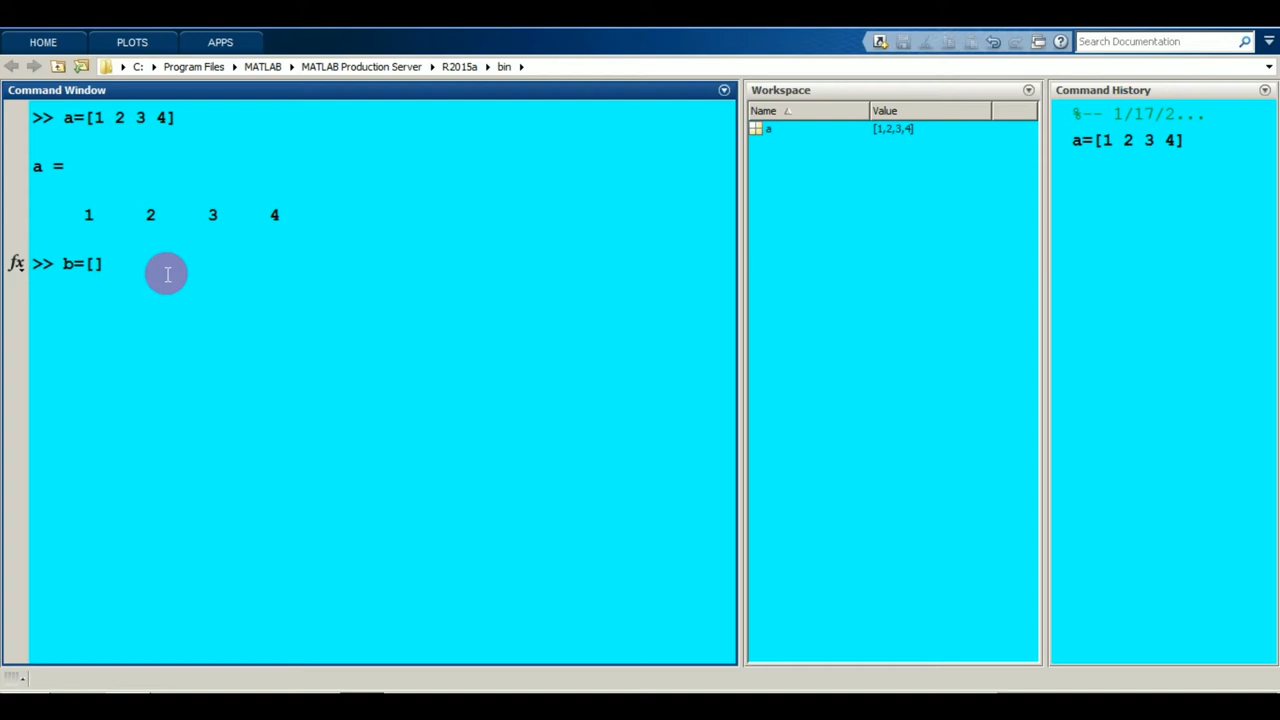 HOME PLOTS APPS Search Documentation
C: Program Files MATLAB MATLAB Production Server R2015a bin
Command Window
>> a=[1 2 3 4]
a =
1 2 3 4
fx >> b=[]
Workspace
Name Value
a [1,2,3,4]
Command History
%-- 1/17/2...
a=[1 2 3 4]